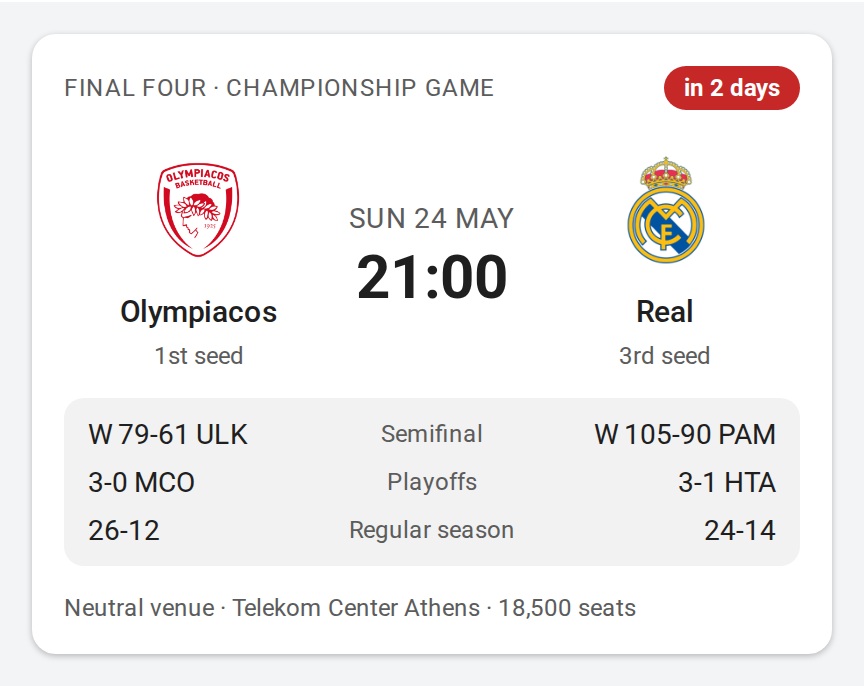 FINAL FOUR · CHAMPIONSHIP GAME
in 2 days
OLYMPIACOS
BASKETBALL
1925
SUN 24 MAY
21:00
Olympiacos
Real
1st seed
3rd seed
W 79-61 ULK Semifinal W 105-90 PAM
3-0 MCO Playoffs 3-1 HTA
26-12 Regular season 24-14
Neutral venue · Telekom Center Athens · 18,500 seats